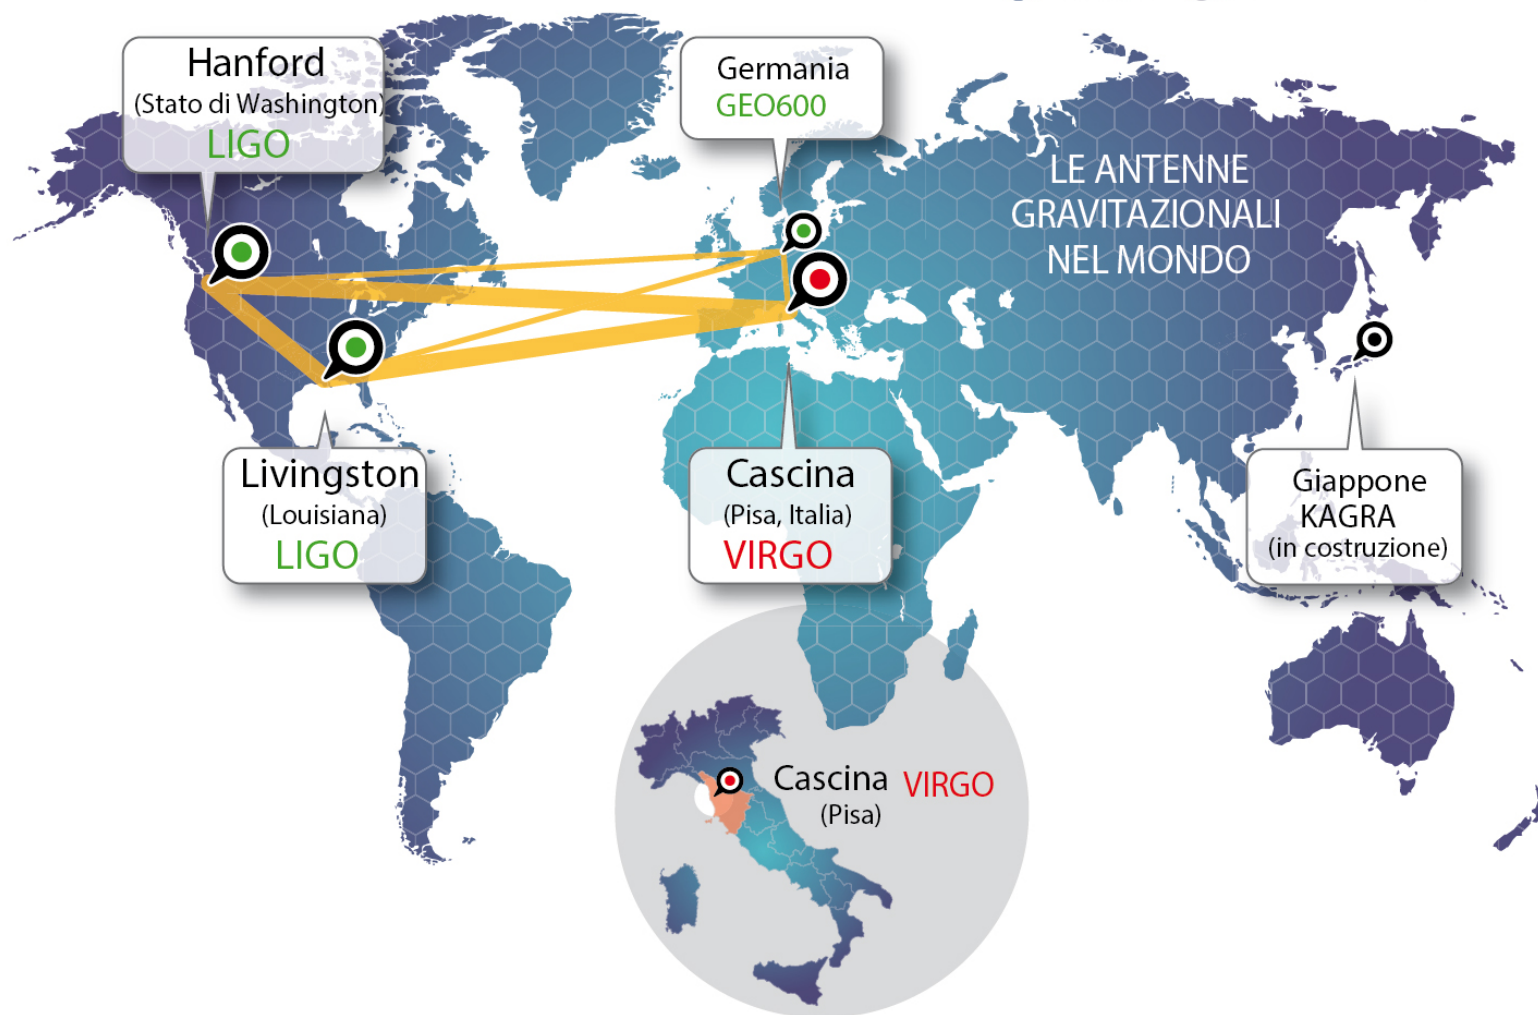 Hanford
(Stato di Washington)
LIGO
Germania
GEO600
LE ANTENNE
GRAVITAZIONALI
NEL MONDO
Livingston
(Louisiana)
LIGO
Cascina
(Pisa, Italia)
VIRGO
Giappone
KAGRA
(in costruzione)
Cascina VIRGO
(Pisa)